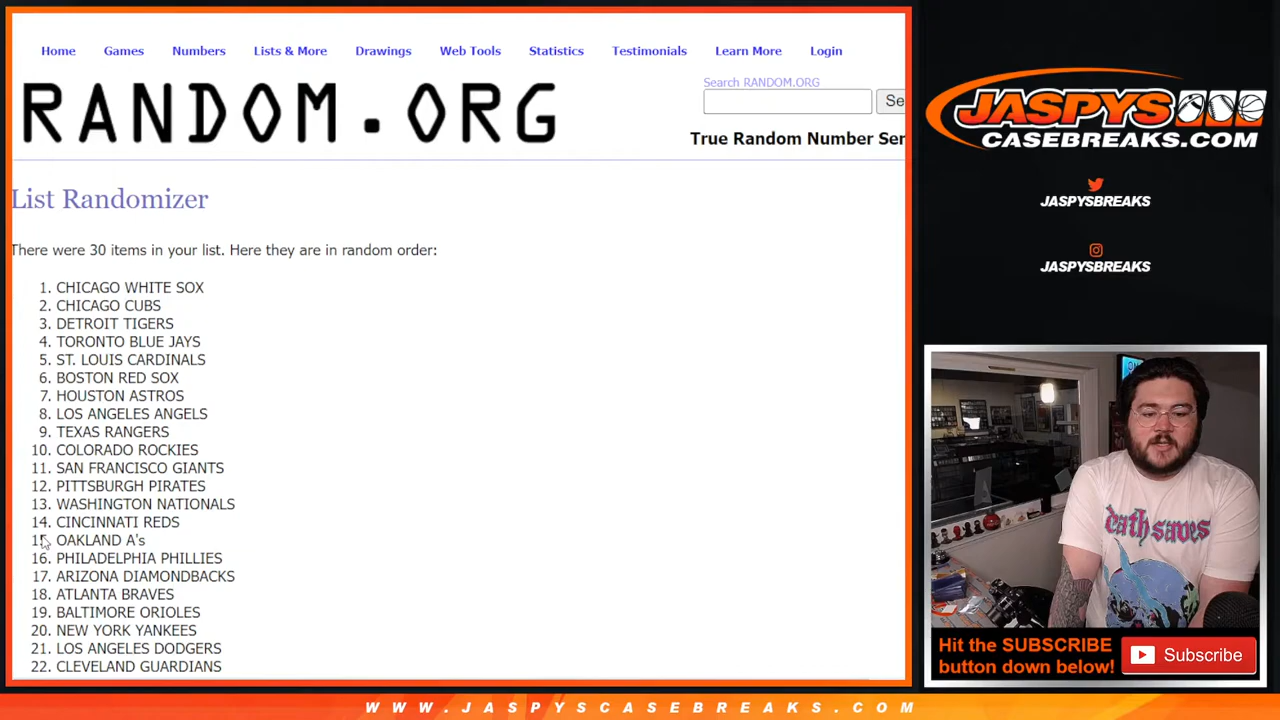 Home Games Numbers Lists & More Drawings Web Tools Statistics Testimonials Learn More Login
RANDOM.ORG
Search RANDOM.ORG
Se
True Random Number Ser
List Randomizer
There were 30 items in your list. Here they are in random order:
1. CHICAGO WHITE SOX
2. CHICAGO CUBS
3. DETROIT TIGERS
4. TORONTO BLUE JAYS
5. ST. LOUIS CARDINALS
6. BOSTON RED SOX
7. HOUSTON ASTROS
8. LOS ANGELES ANGELS
9. TEXAS RANGERS
10. COLORADO ROCKIES
11. SAN FRANCISCO GIANTS
12. PITTSBURGH PIRATES
13. WASHINGTON NATIONALS
14. CINCINNATI REDS
15. OAKLAND A's
16. PHILADELPHIA PHILLIES
17. ARIZONA DIAMONDBACKS
18. ATLANTA BRAVES
19. BALTIMORE ORIOLES
20. NEW YORK YANKEES
21. LOS ANGELES DODGERS
22. CLEVELAND GUARDIANS
JASPYS
CASEBREAKS.COM
JASPYSBREAKS
JASPYSBREAKS
death saves
Hit the SUBSCRIBE
button down below!
Subscribe
WWW.JASPYSCASEBREAKS.COM